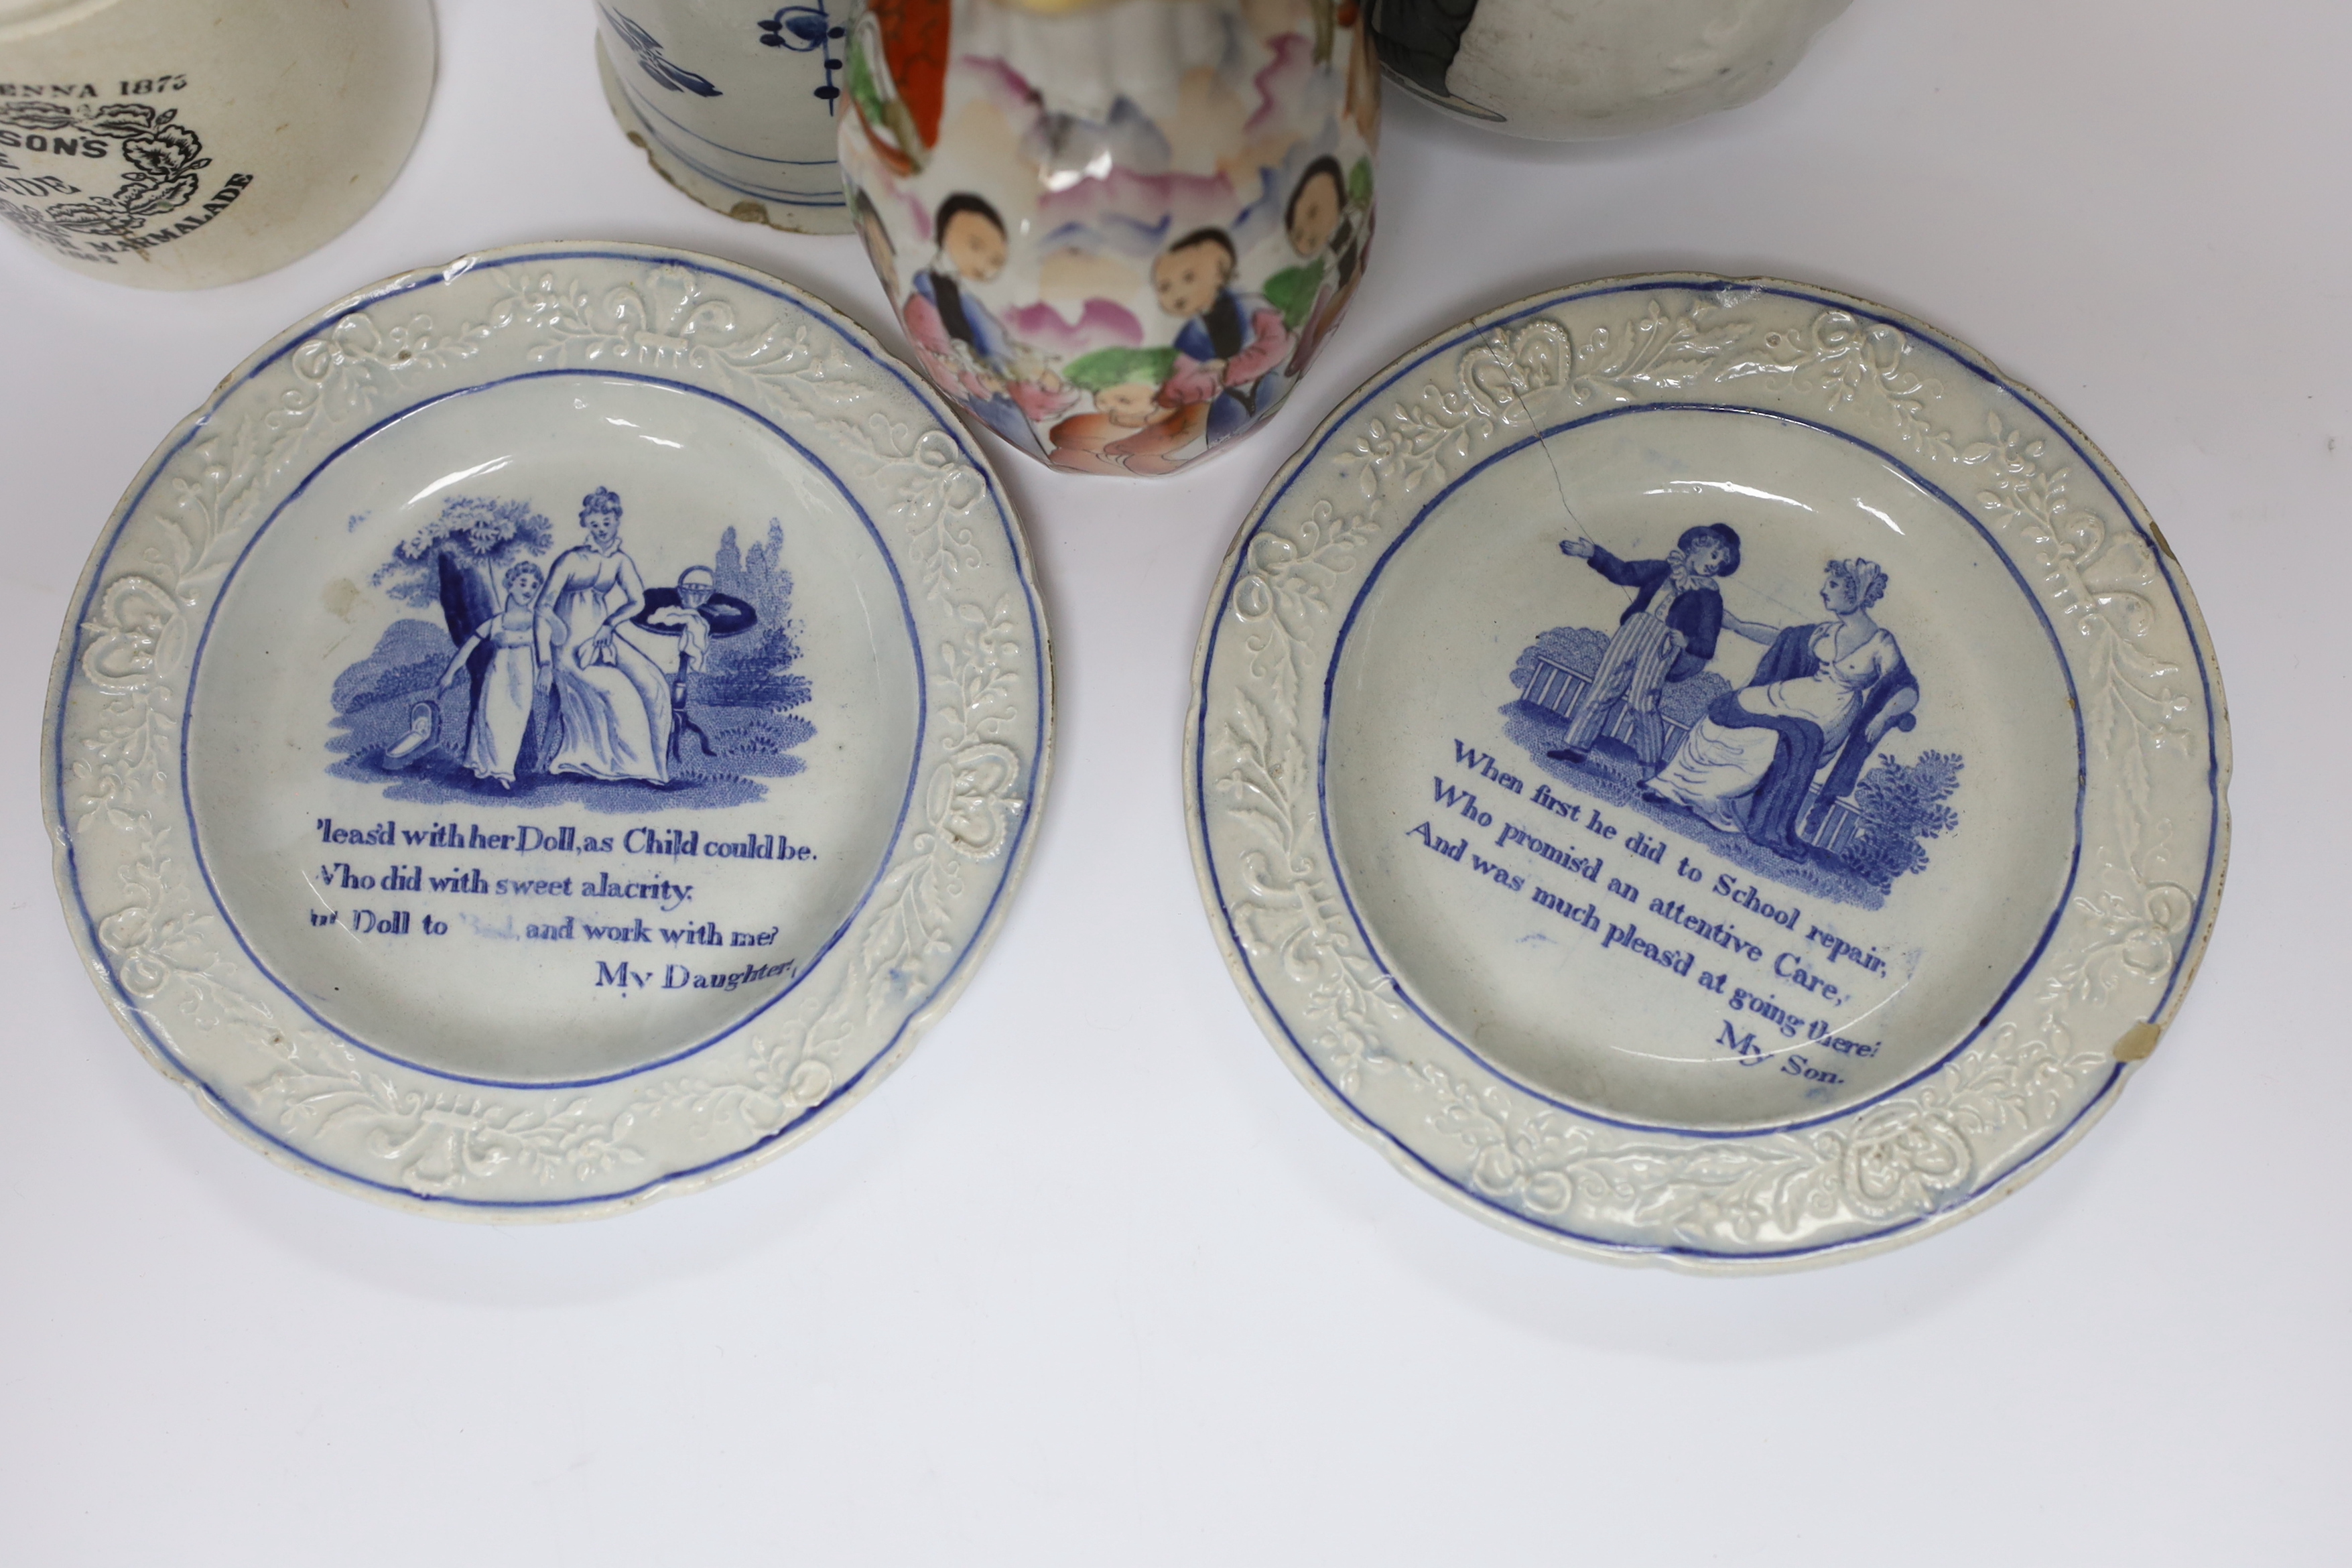 ENNA 1873
SON'S
E
ADE
MARMALADE
1862
'leas'd with her Doll, as Child could be.
Who did with sweet alacrity.
Doll to and work with me?
My Daughter.
When first he did to School repair,
Who promis'd an attentive Care,
And was much pleas'd at going there?
My Son.